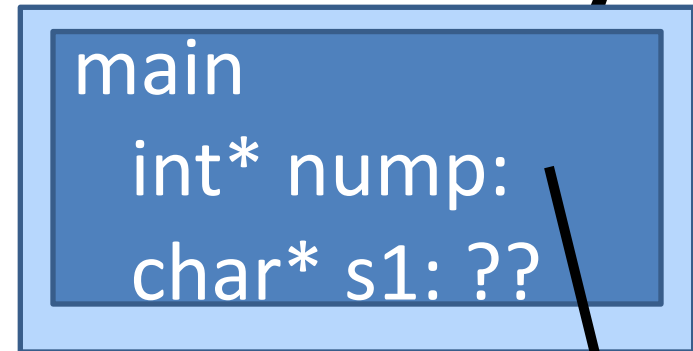 main
int* nump:
char* s1: ??